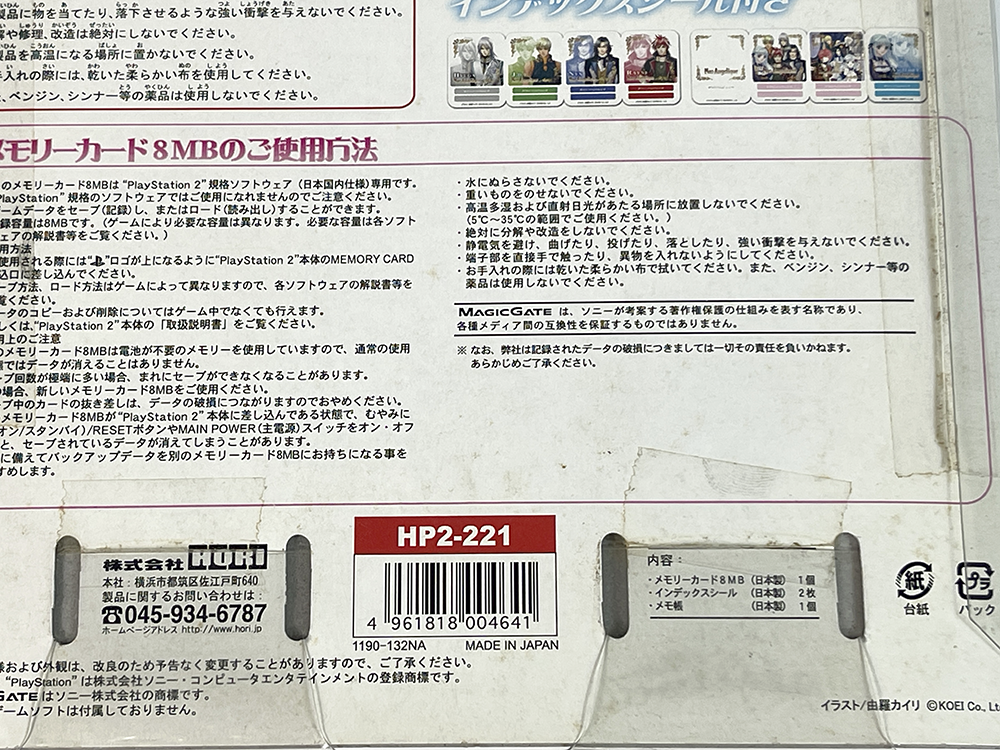 製品に物を当てたり、落下させるような強い衝撃を与えないでください。
解や修理、改造は絶対にしないでください。
製品を高温になる場所に置かないでください。
手入れの際には、乾いた柔らかい布を使用してください。
、ベンジン、シンナー等の薬品は使用しないでください。
インデックスシール付き
メモリーカード8MBのご使用方法
のメモリーカード8MBは"PlayStation 2"規格ソフトウェア(日本国内仕様)専用です。
PlayStation"規格のソフトウェアではご使用になれませんのでご注意ください。
ームデータをセーブ(記録)し、またはロード(読み出し)することができます。
録容量は8MBです。(ゲームにより必要な容量は異なります。必要な容量は各ソフト
ェアの解説書等をご覧ください。)
用方法
使用される際には"PS"ロゴが上になるように"PlayStation 2"本体のMEMORY CARD
込口に差し込んでください。
ーブ方法、ロード方法はゲームによって異なりますので、各ソフトウェアの解説書等を
覧ください。
ータのコピーおよび削除についてはゲーム中でなくても行えます。
しくは、"PlayStation 2"本体の「取扱説明書」をご覧ください。
用上のご注意
のメモリーカード8MBは電池が不要のメモリーを使用していますので、通常の使用
態ではデータが消えることはありません。
ーブ回数が極端に多い場合、まれにセーブができなくなることがあります。
の場合、新しいメモリーカード8MBをご使用ください。
ーブ中のカードの抜き差しは、データの破損につながりますのでおやめください。
メモリーカード8MBが"PlayStation 2"本体に差し込んである状態で、むやみに
オン/スタンバイ)/RESETボタンやMAIN POWER(主電源)スイッチをオン・オフ
と、セーブされているデータが消えてしまうことがあります。
に備えてバックアップデータを別のメモリーカード8MBにお持ちになる事を
すめします。
・水にぬらさないでください。
・重いものをのせないでください。
・高温多湿および直射日光があたる場所に放置しないでください。
(5℃〜35℃の範囲でご使用ください。)
・絶対に分解や改造をしないでください。
・静電気を避け、曲げたり、投げたり、落としたり、強い衝撃を与えないでください。
・端子部を直接手で触ったり、異物を入れないようにしてください。
・お手入れの際には乾いた柔らかい布で拭いてください。また、ベンジン、シンナー等の
薬品は使用しないでください。
MAGICGATE は、ソニーが考案する著作権保護の仕組みを表す名称であり、
各種メディア間の互換性を保証するものではありません。
※なお、弊社は記録されたデータの破損につきましては一切その責任を負いかねます。
あらかじめご了承ください。
株式会社 HORI
本社:横浜市都筑区佐江戸町640
製品に関するお問い合わせは:
☎045-934-6787
ホームページアドレス http://www.hori.jp
HP2-221
4 961818 004641
1190-132NA MADE IN JAPAN
内容:
・メモリーカード8MB (日本製) 1個
・インデックスシール (日本製) 2枚
・メモ帳 (日本製) 1個
紙
台紙
プラ
パック
様および外観は、改良のため予告なく変更することがありますので、ご了承ください。
"PlayStation"は株式会社ソニー・コンピュータエンタテインメントの登録商標です。
GATEはソニー株式会社の商標です。
ームソフトは付属しておりません。
イラスト/由羅カイリ ©KOEI Co., Lt